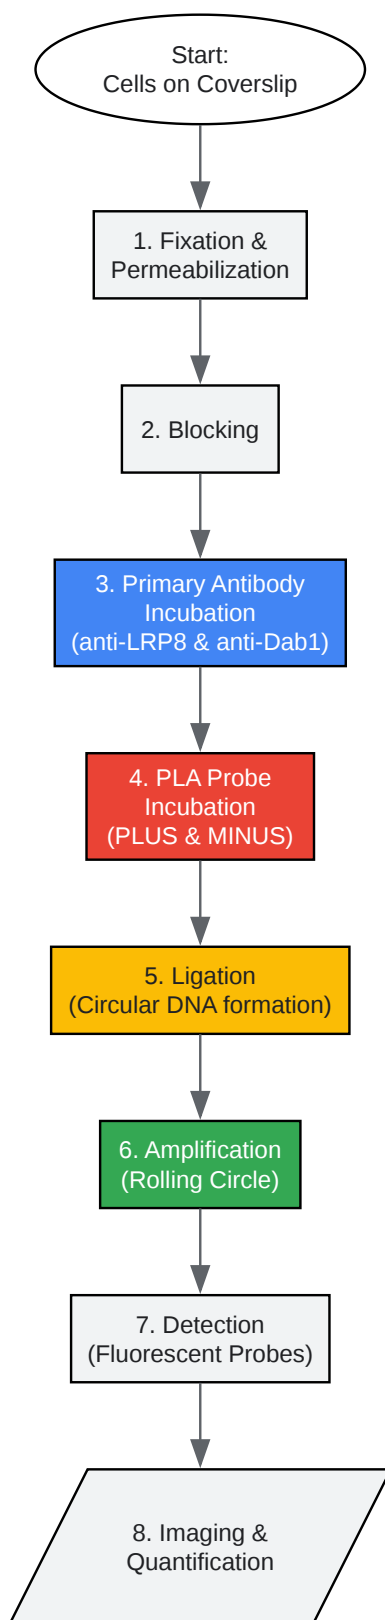 Start:
Cells on Coverslip
1. Fixation &
Permeabilization
2. Blocking
3. Primary Antibody
Incubation
(anti-LRP8 & anti-Dab1)
4. PLA Probe
Incubation
(PLUS & MINUS)
5. Ligation
(Circular DNA formation)
6. Amplification
(Rolling Circle)
7. Detection
(Fluorescent Probes)
8. Imaging &
Quantification